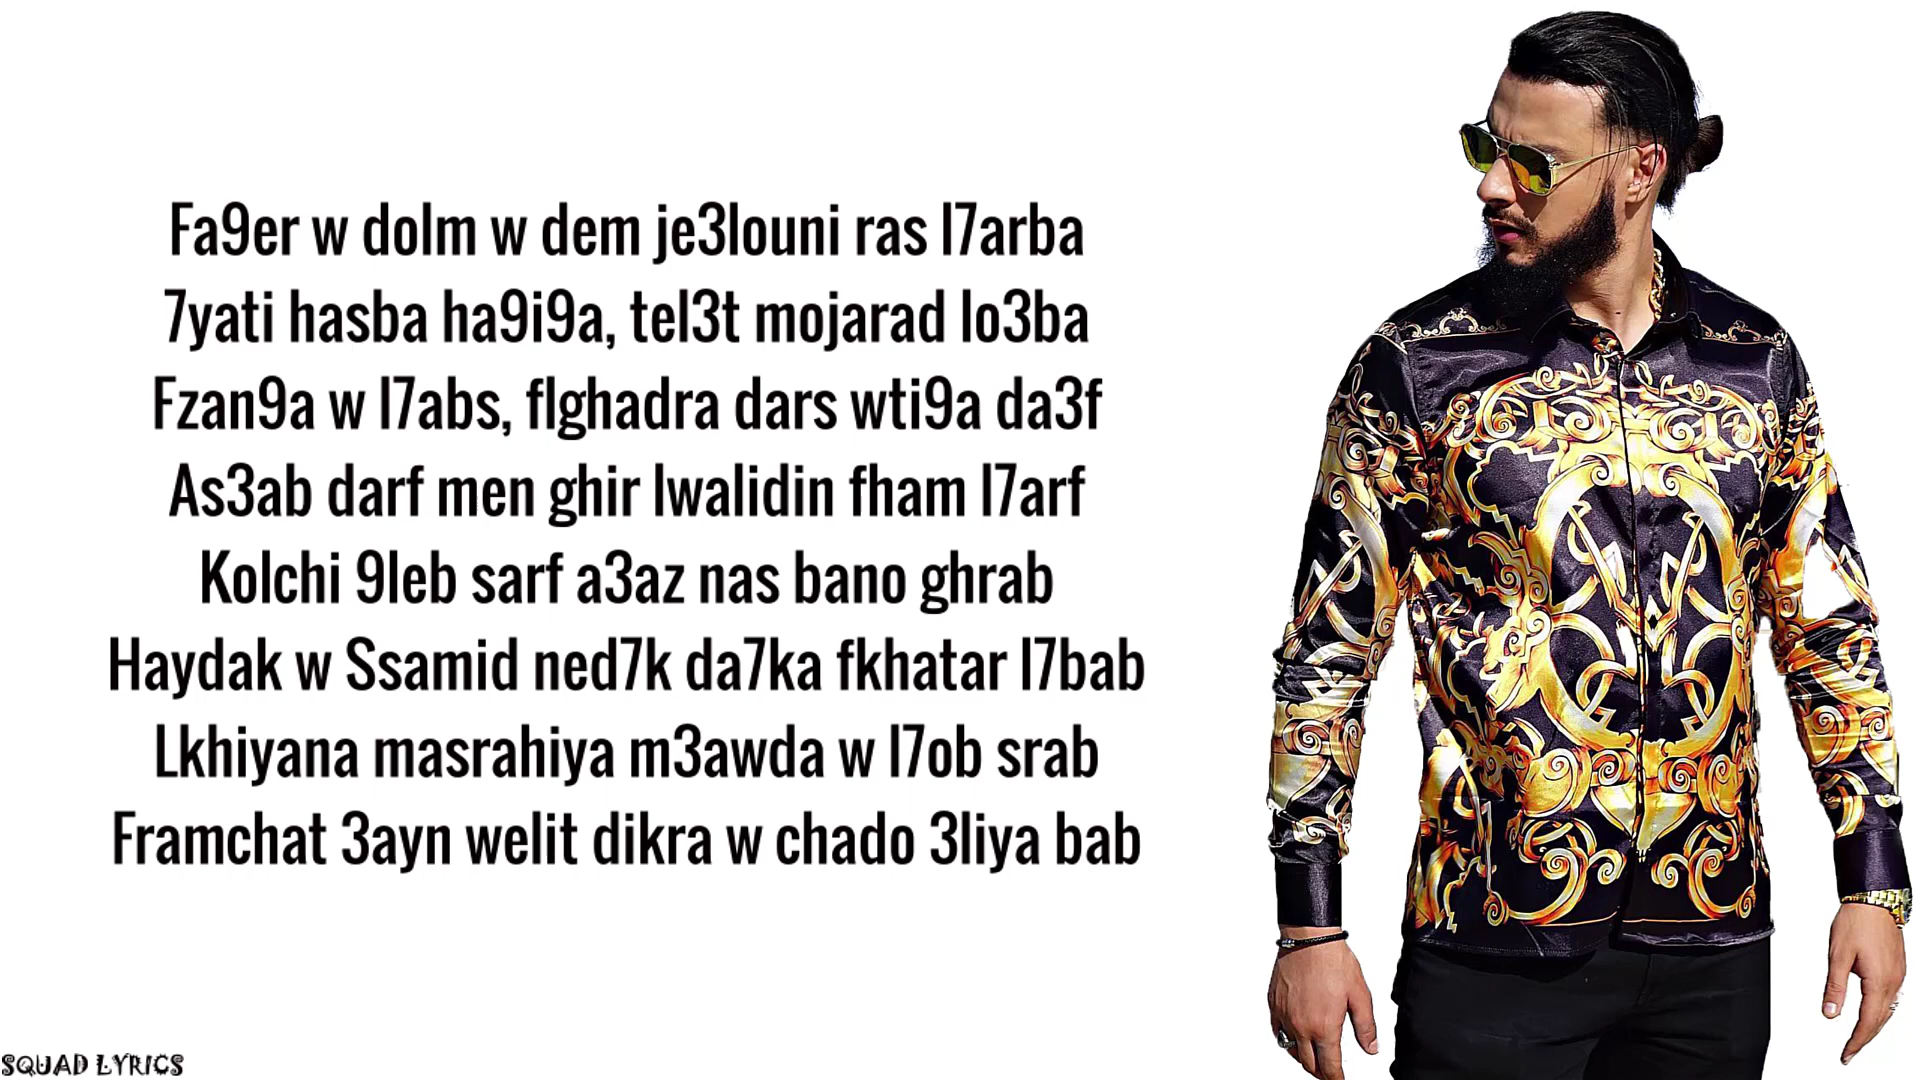 Fa9er w dolm w dem je3louni ras l7arba
7yati hasba ha9i9a, tel3t mojarad lo3ba
Fzan9a w l7abs, flghadra dars wti9a da3f
As3ab darf men ghir lwalidin fham l7arf
Kolchi 9leb sarf a3az nas bano ghrab
Haydak w Ssamid ned7k da7ka fkhatar l7bab
Lkhiyana masrahiya m3awda w l7ob srab
Framchat 3ayn welit dikra w chado 3liya bab
SQUAD LYRICS